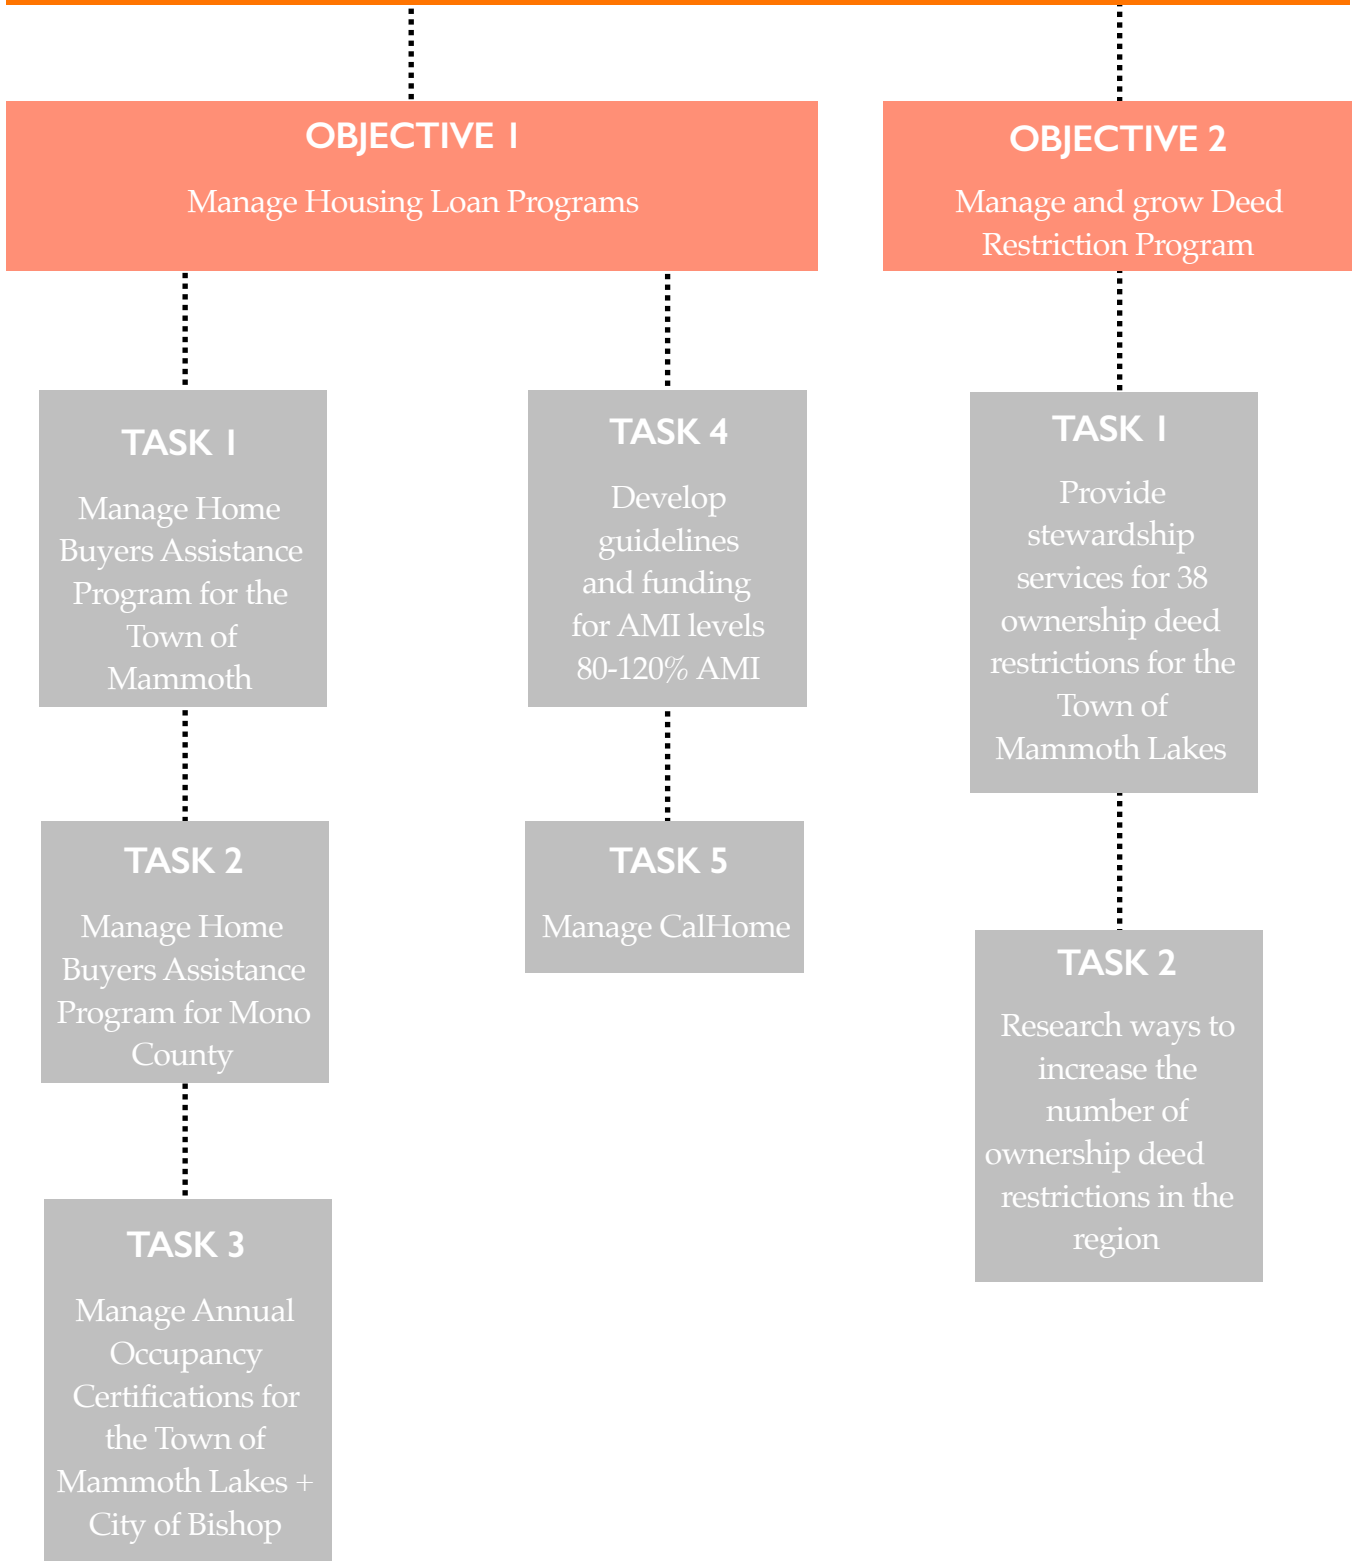 OBJECTIVE 1
Manage Housing Loan Programs
OBJECTIVE 2
Manage and grow Deed
Restriction Program
TASK 1
Manage Home
Buyers Assistance
Program for the
Town of
Mammoth
TASK 2
Manage Home
Buyers Assistance
Program for Mono
County
TASK 3
Manage Annual
Occupancy
Certifications for
the Town of
Mammoth Lakes +
City of Bishop
TASK 4
Develop
guidelines
and funding
for AMI levels
80-120% AMI
TASK 5
Manage CalHome
TASK 1
Provide
stewardship
services for 38
ownership deed
restrictions for the
Town of
Mammoth Lakes
TASK 2
Research ways to
increase the
number of
ownership deed
restrictions in the
region